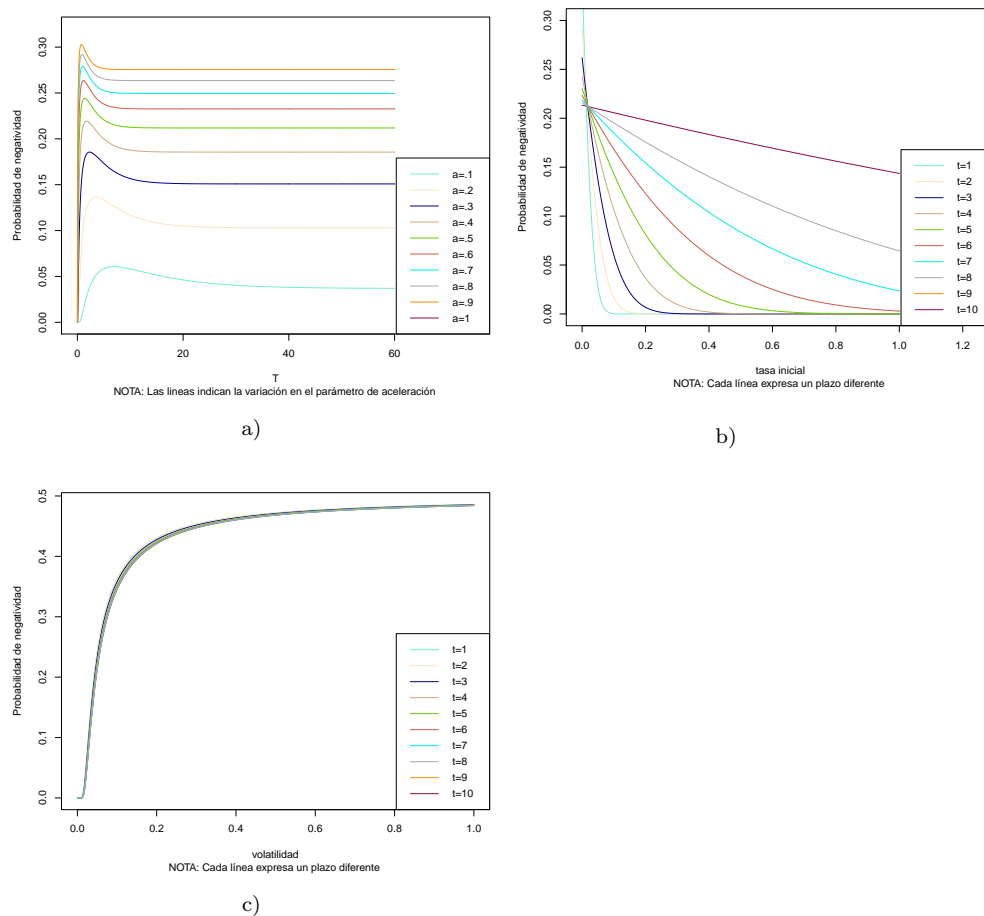 Probabilidad de negatividad
0.30
0.25
0.20
0.15
0.10
0.05
0.00
0
20
40
60
T
NOTA: Las lineas indican la variación en el parámetro de aceleración
a=.1
a=.2
a=.3
a=.4
a=.5
a=.6
a=.7
a=.8
a=.9
a=1
a)
Probabilidad de negatividad
0.30
0.25
0.20
0.15
0.10
0.05
0.00
0.0
0.2
0.4
0.6
0.8
1.0
1.2
tasa inicial
NOTA: Cada línea expresa un plazo diferente
t=1
t=2
t=3
t=4
t=5
t=6
t=7
t=8
t=9
t=10
b)
Probabilidad de negatividad
0.5
0.4
0.3
0.2
0.1
0.0
0.0
0.2
0.4
0.6
0.8
1.0
volatilidad
NOTA: Cada línea expresa un plazo diferente
t=1
t=2
t=3
t=4
t=5
t=6
t=7
t=8
t=9
t=10
c)